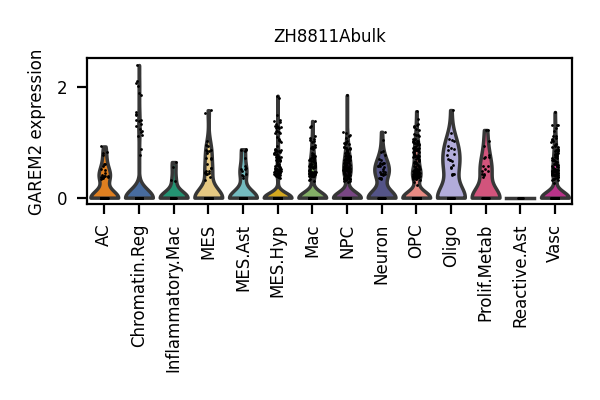 ZH8811Abulk
GAREM2 expression
2
0
AC
Chromatin.Reg
Inflammatory.Mac
MES
MES.Ast
MES.Hyp
Mac
NPC
Neuron
OPC
Oligo
Prolif.Metab
Reactive.Ast
Vasc